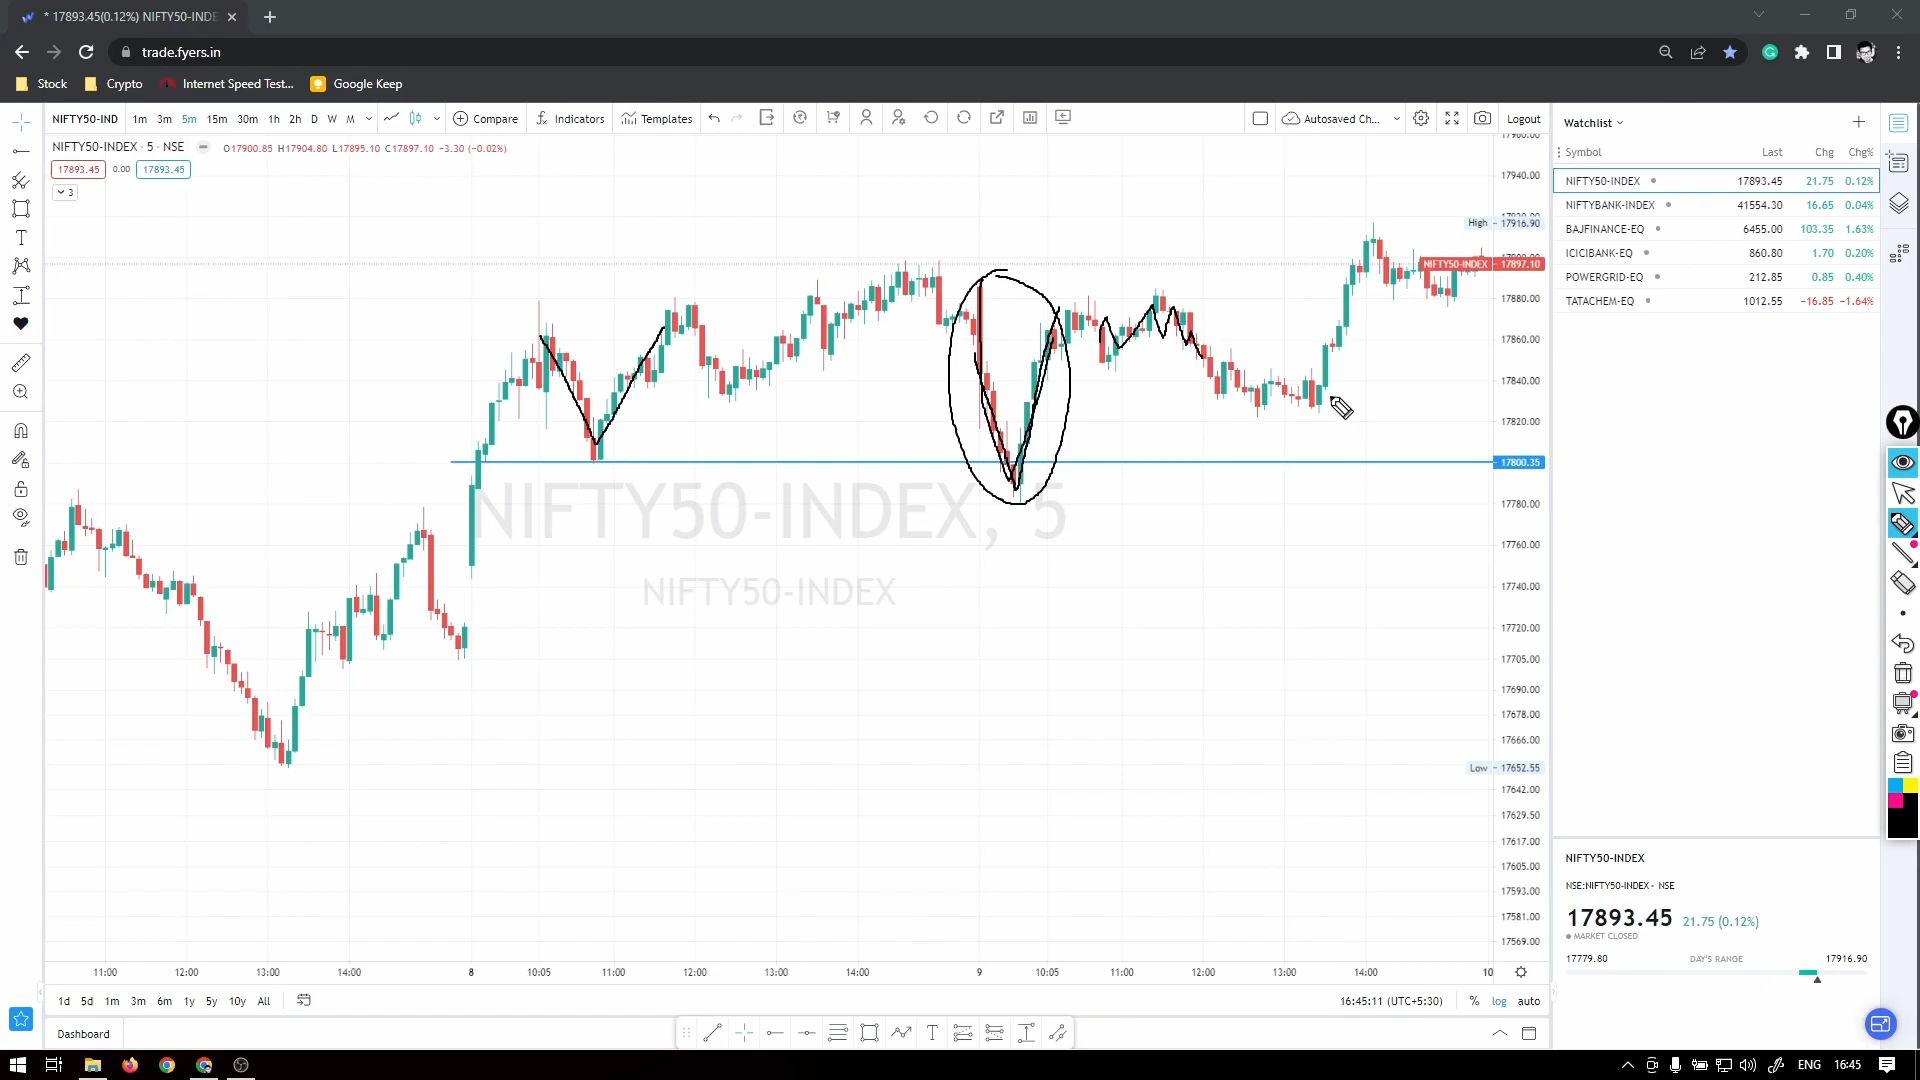 * 17893.45(0.12%) NIFTY50-INDE
trade.fyers.in
Stock Crypto Internet Speed Test... Google Keep
NIFTY50-IND 1m 3m 5m 15m 30m 1h 2h D W M Compare Indicators Templates Autosaved Ch... Logout
NIFTY50-INDEX · 5 · NSE O17900.85 H17904.80 L17895.10 C17897.10 −3.30 (−0.02%)
17893.45 0.00 17893.45
3
17960.00
17940.00
17920.00
High 17916.90
17900.00
NIFTY50-INDEX 17897.10
17880.00
17860.00
17840.00
17820.00
17800.35
17780.00
17760.00
17740.00
17720.00
17705.00
17690.00
17678.00
17666.00
Low 17652.55
17642.00
17629.50
17617.00
17605.00
17593.00
17581.00
17569.00
NIFTY50-INDEX, 5
NIFTY50-INDEX
11:00 12:00 13:00 14:00 8 10:05 11:00 12:00 13:00 14:00 9 10:05 11:00 12:00 13:00 14:00 10
1d 5d 1m 3m 6m 1y 5y 10y All 16:45:11 (UTC+5:30) % log auto
Dashboard
Watchlist
Symbol Last Chg Chg%
NIFTY50-INDEX 17893.45 21.75 0.12%
NIFTYBANK-INDEX 41554.30 16.65 0.04%
BAJFINANCE-EQ 6455.00 103.35 1.63%
ICICIBANK-EQ 860.80 1.70 0.20%
POWERGRID-EQ 212.85 0.85 0.40%
TATACHEM-EQ 1012.55 −16.85 −1.64%
NIFTY50-INDEX
NSE:NIFTY50-INDEX - NSE
17893.45 21.75 (0.12%)
MARKET CLOSED
17779.80 DAY'S RANGE 17916.90
ENG 16:45